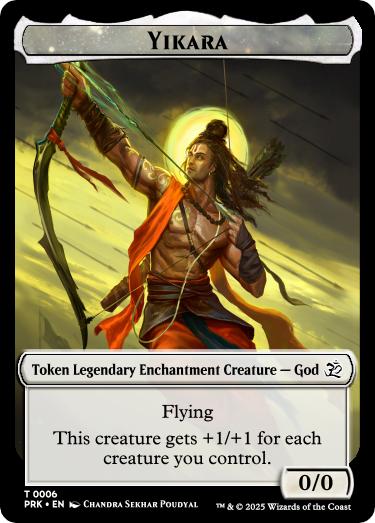 Yikara
Token Legendary Enchantment Creature — God
Flying
This creature gets +1/+1 for each
creature you control.
0/0
T 0006
PRK • EN Chandra Sekhar Poudyal ™ & © 2025 Wizards of the Coast